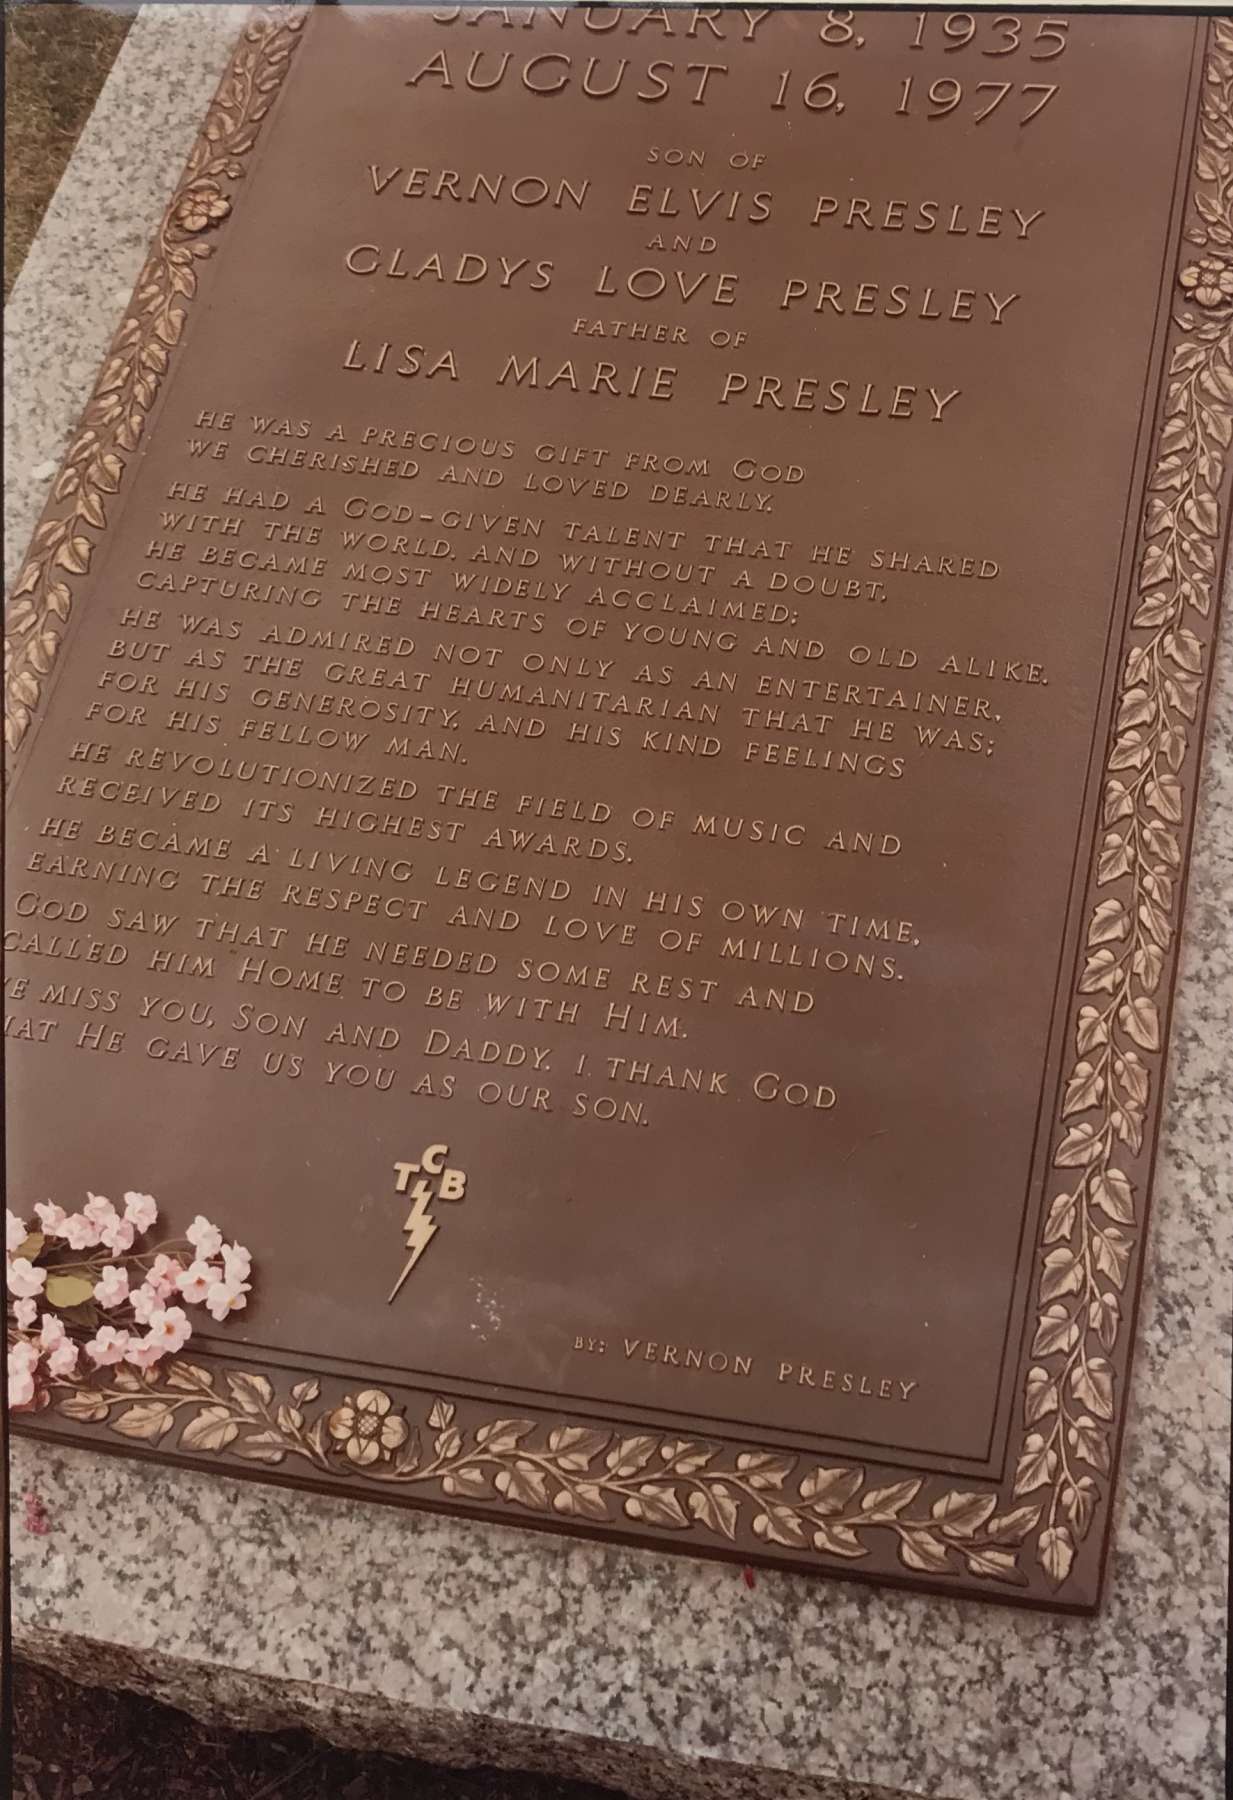 JANUARY 8, 1935
AUGUST 16, 1977
SON OF
VERNON ELVIS PRESLEY
AND
GLADYS LOVE PRESLEY
FATHER OF
LISA MARIE PRESLEY
HE WAS A PRECIOUS GIFT FROM GOD
WE CHERISHED AND LOVED DEARLY.
HE HAD A GOD-GIVEN TALENT THAT HE SHARED
WITH THE WORLD. AND WITHOUT A DOUBT,
HE BECAME MOST WIDELY ACCLAIMED;
CAPTURING THE HEARTS OF YOUNG AND OLD ALIKE.
HE WAS ADMIRED NOT ONLY AS AN ENTERTAINER,
BUT AS THE GREAT HUMANITARIAN THAT HE WAS;
FOR HIS GENEROSITY, AND HIS KIND FEELINGS
FOR HIS FELLOW MAN.
HE REVOLUTIONIZED THE FIELD OF MUSIC AND
RECEIVED ITS HIGHEST AWARDS.
HE BECAME A LIVING LEGEND IN HIS OWN TIME,
EARNING THE RESPECT AND LOVE OF MILLIONS.
GOD SAW THAT HE NEEDED SOME REST AND
CALLED HIM HOME TO BE WITH HIM.
E MISS YOU, SON AND DADDY. I THANK GOD
HAT HE GAVE US YOU AS OUR SON.
TCB
BY: VERNON PRESLEY